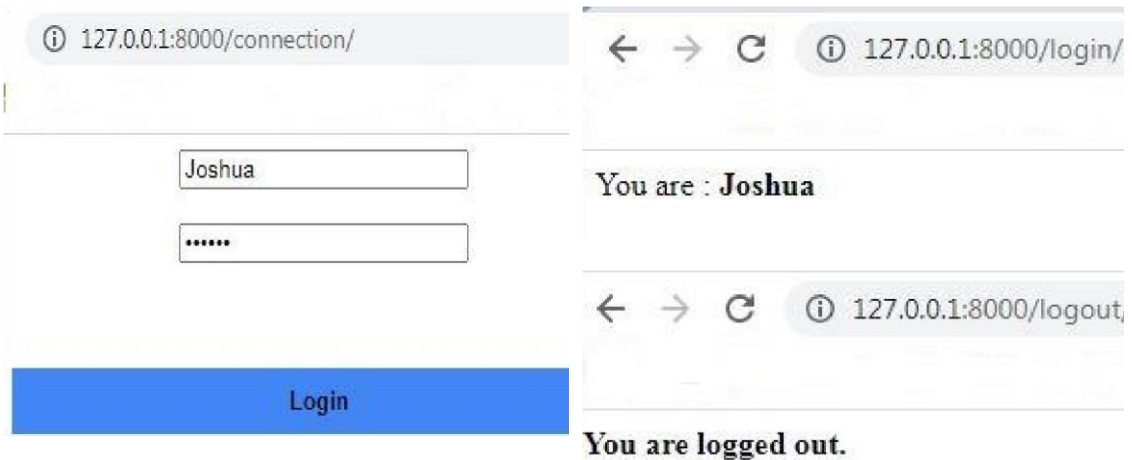 127.0.0.1:8000/connection/
Joshua
••••••
Login
127.0.0.1:8000/login/
You are : Joshua
127.0.0.1:8000/logout/
You are logged out.